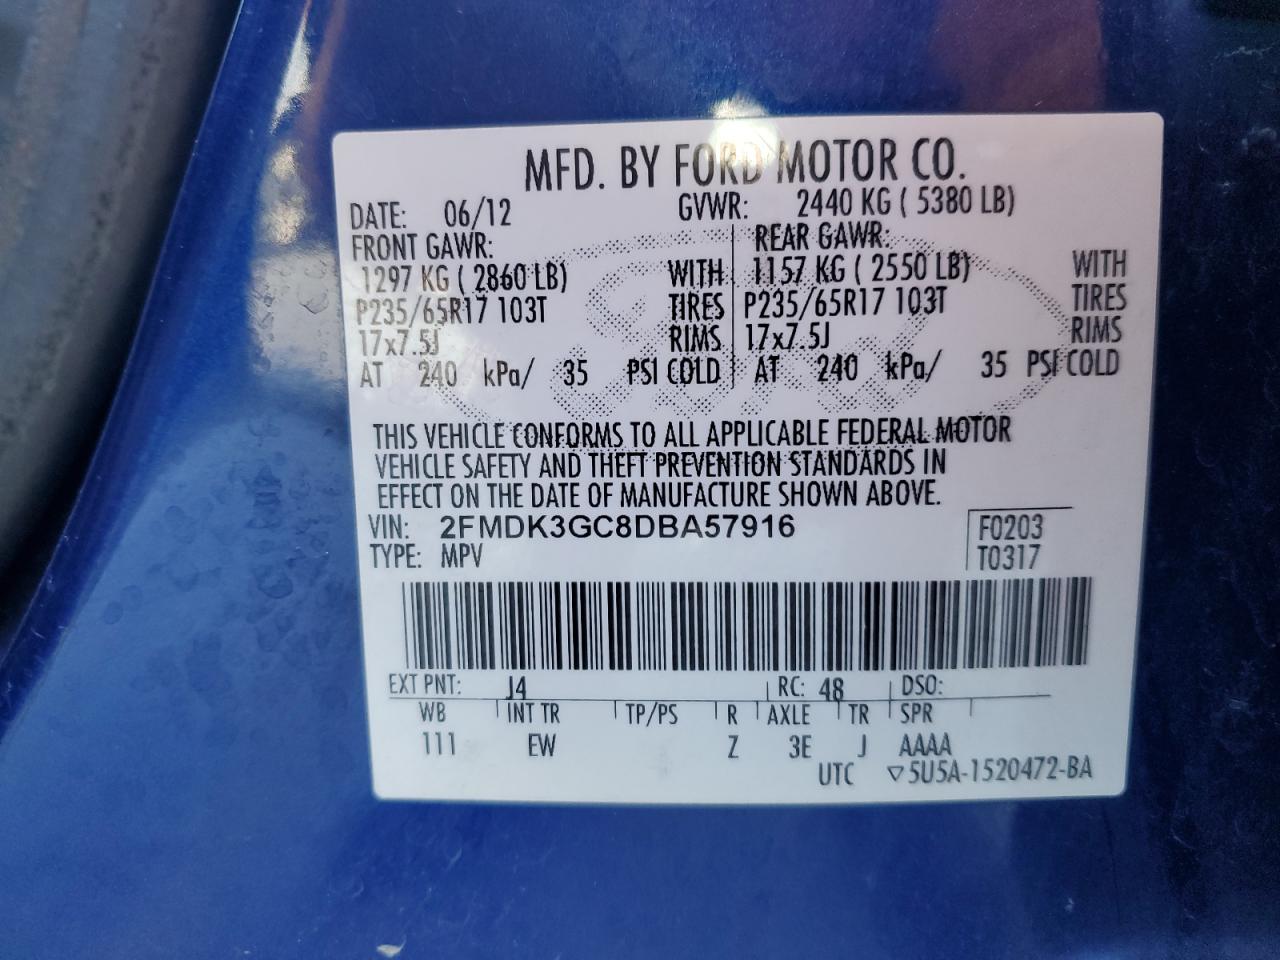 MFD. BY FORD MOTOR CO.
DATE: 06/12 GVWR: 2440 KG ( 5380 LB)
FRONT GAWR: REAR GAWR:
1297 KG ( 2860 LB) WITH 1157 KG ( 2550 LB) WITH
P235/65R17 103T TIRES P235/65R17 103T TIRES
17x7.5J RIMS 17x7.5J RIMS
AT 240 kPa/ 35 PSI COLD AT 240 kPa/ 35 PSI COLD
THIS VEHICLE CONFORMS TO ALL APPLICABLE FEDERAL MOTOR
VEHICLE SAFETY AND THEFT PREVENTION STANDARDS IN
EFFECT ON THE DATE OF MANUFACTURE SHOWN ABOVE.
VIN: 2FMDK3GC8DBA57916 F0203
TYPE: MPV T0317
EXT PNT: J4 RC: 48 DSO:
WB INT TR TP/PS R AXLE TR SPR
111 EW Z 3E J AAAA
UTC ▽5U5A-1520472-BA